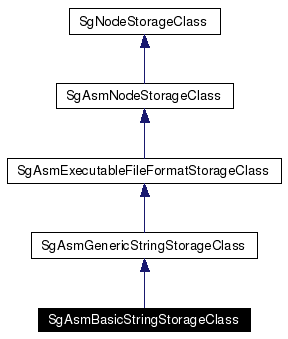 SgNodeStorageClass
SgAsmNodeStorageClass
SgAsmExecutableFileFormatStorageClass
SgAsmGenericStringStorageClass
SgAsmBasicStringStorageClass